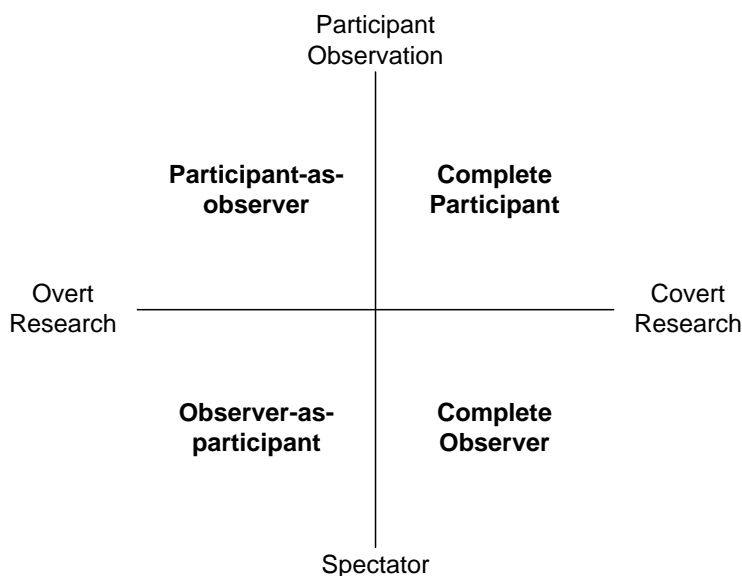 Participant
Observation
Participant-as-
observer
Complete
Participant
Overt
Research
Covert
Research
Observer-as-
participant
Complete
Observer
Spectator